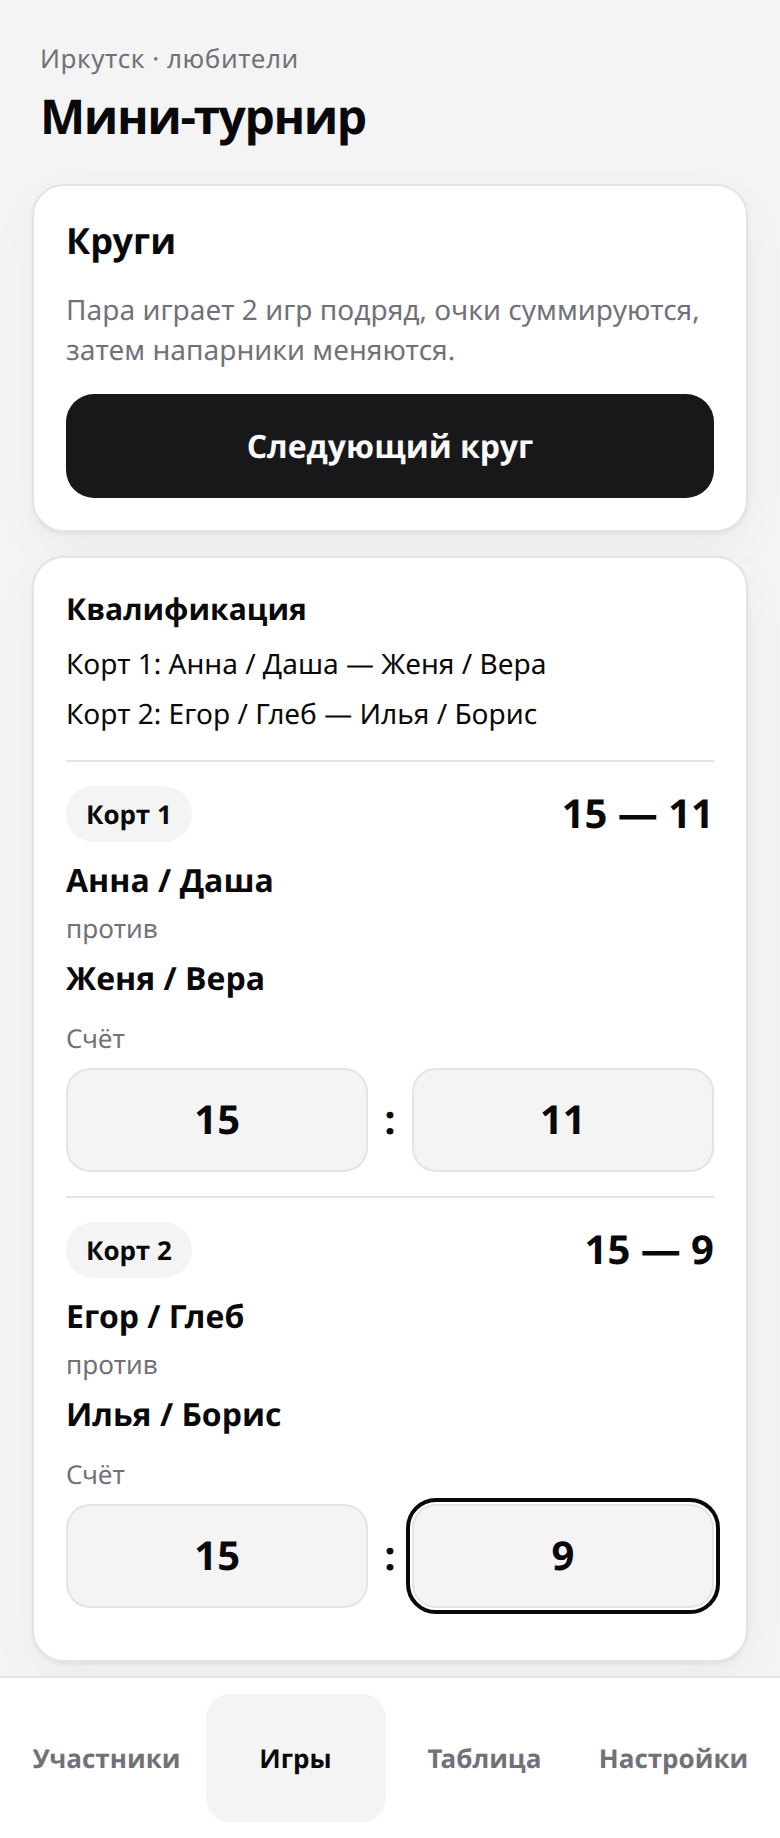 Иркутск · любители
Мини-турнир
Круги
Пара играет 2 игр подряд, очки суммируются,
затем напарники меняются.
Следующий круг
Квалификация
Корт 1: Анна / Даша — Женя / Вера
Корт 2: Егор / Глеб — Илья / Борис
Корт 1 15 — 11
Анна / Даша
против
Женя / Вера
Счёт
15 : 11
Корт 2 15 — 9
Егор / Глеб
против
Илья / Борис
Счёт
15 : 9
Участники Игры Таблица Настройки